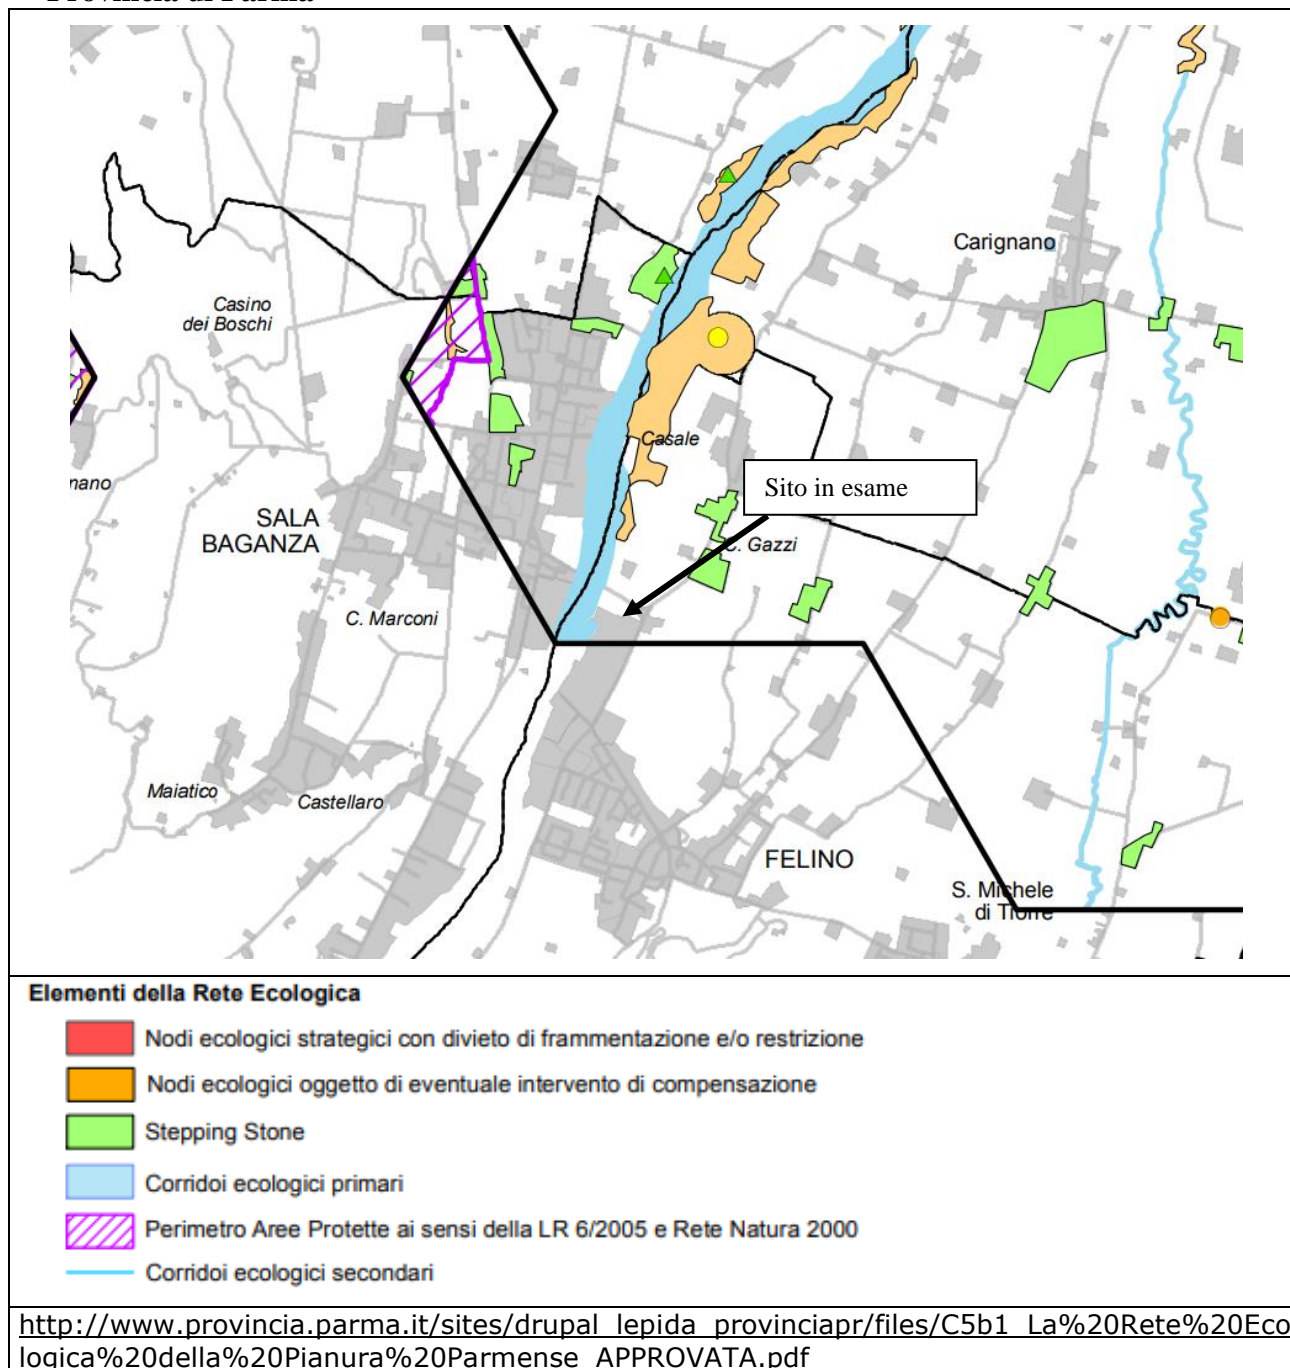 Provincia di Parma
Carignano
Casino
dei Boschi
Casale
Sito in esame
nano
SALA
BAGANZA
C. Gazzi
C. Marconi
Maiatico
Castellaro
FELINO
S. Michele
di Tiorre
Elementi della Rete Ecologica
Nodi ecologici strategici con divieto di frammentazione e/o restrizione
Nodi ecologici oggetto di eventuale intervento di compensazione
Stepping Stone
Corridoi ecologici primari
Perimetro Aree Protette ai sensi della LR 6/2005 e Rete Natura 2000
Corridoi ecologici secondari
http://www.provincia.parma.it/sites/drupal_lepida_provinciapr/files/C5b1_La%20Rete%20Eco
logica%20della%20Pianura%20Parmense_APPROVATA.pdf